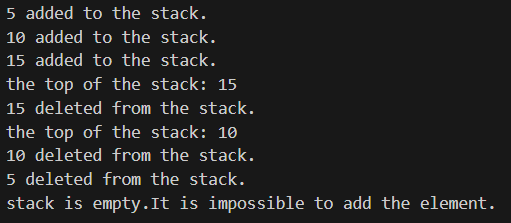 5 added to the stack.
10 added to the stack.
15 added to the stack.
the top of the stack: 15
15 deleted from the stack.
the top of the stack: 10
10 deleted from the stack.
5 deleted from the stack.
stack is empty.It is impossible to add the element.